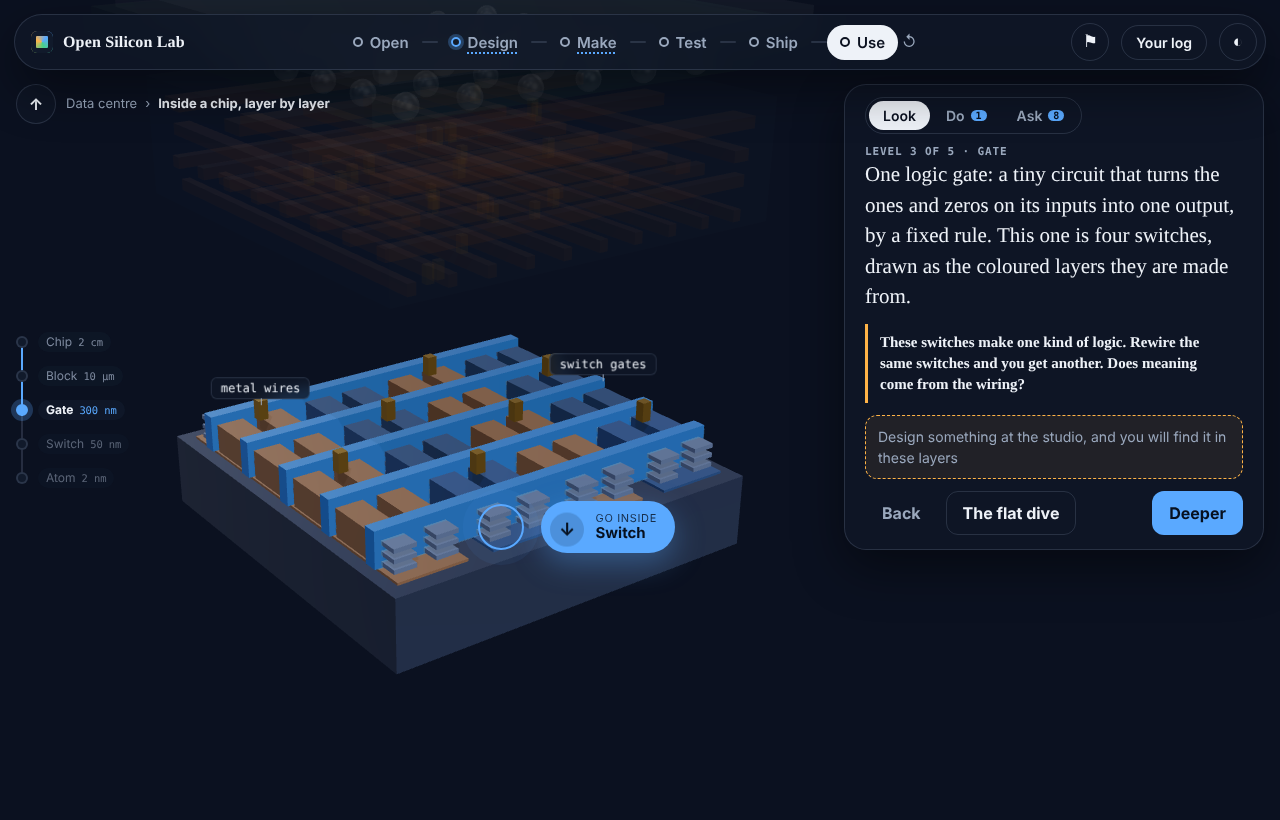 Open Silicon Lab
Open
Design
Make
Test
Ship
Use
Your log
Data centre › Inside a chip, layer by layer
Look
Do 1
Ask 8
LEVEL 3 OF 5 · GATE
One logic gate: a tiny circuit that turns the
ones and zeros on its inputs into one output,
by a fixed rule. This one is four switches,
drawn as the coloured layers they are made
from.
These switches make one kind of logic. Rewire the
same switches and you get another. Does meaning
come from the wiring?
Design something at the studio, and you will find it in
these layers
Back
The flat dive
Deeper
Chip 2 cm
Block 10 µm
Gate 300 nm
Switch 50 nm
Atom 2 nm
metal wires
switch gates
GO INSIDE
Switch